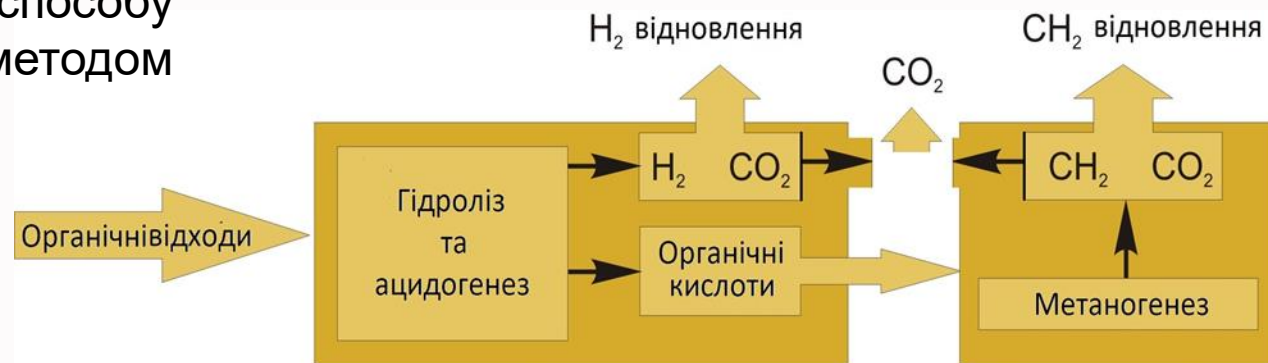 способу
методом
H₂ відновлення
CO₂
CH₂ відновлення
Органічнівідходи
Гідроліз
та
ацидогенез
H₂ CO₂
Органічні
кислоти
CH₂ CO₂
Метаногенез